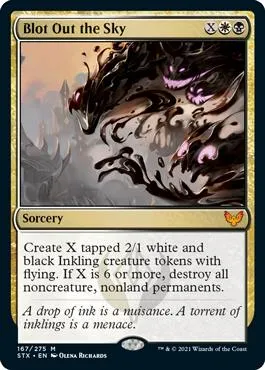 Blot Out the Sky X
Sorcery
Create X tapped 2/1 white and
black Inkling creature tokens with
flying. If X is 6 or more, destroy all
noncreature, nonland permanents.
A drop of ink is a nuisance. A torrent of
inklings is a menace.
167/275 M
STX • EN Olena Richards
™ & © 2021 Wizards of the Coast